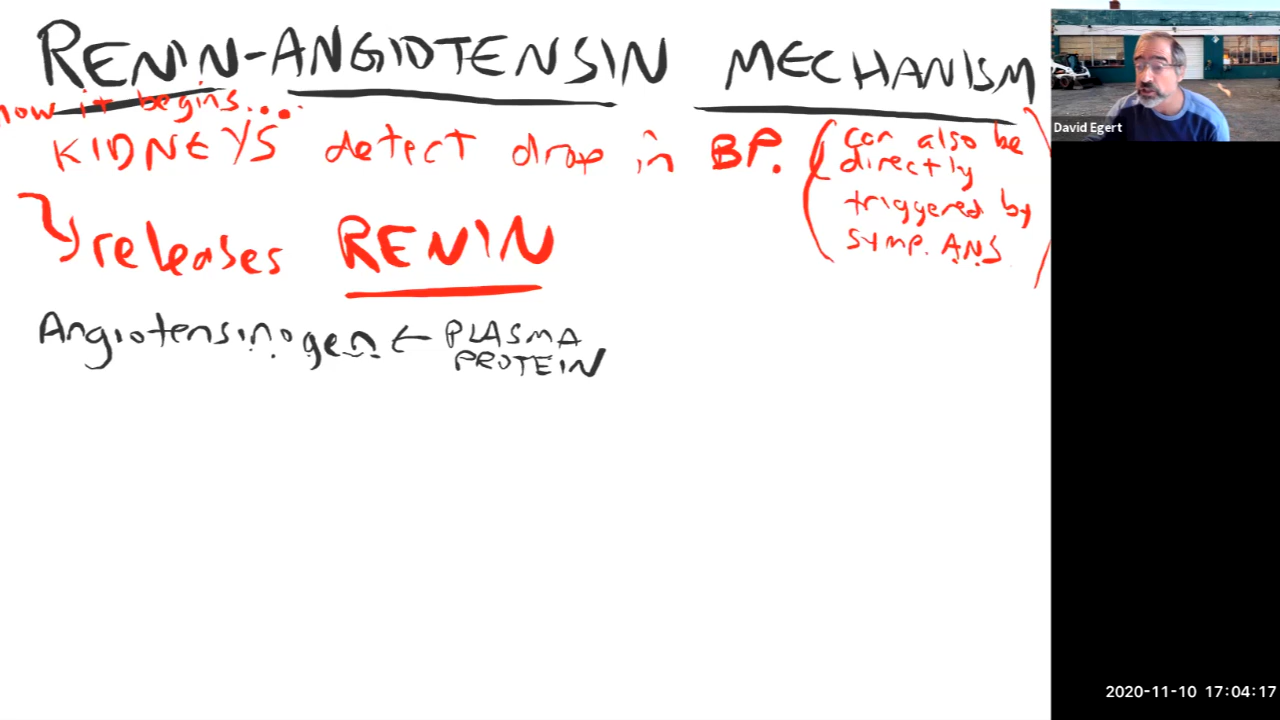 RENIN-ANGIOTENSIN MECHANISM
how it begins....
KIDNEYS detect drop in BP.
(can also be
directly
triggered by
symp. A.N.S.)
releases RENIN
Angiotensinogen ← PLASMA
PROTEIN
David Egert
2020-11-10 17:04:17